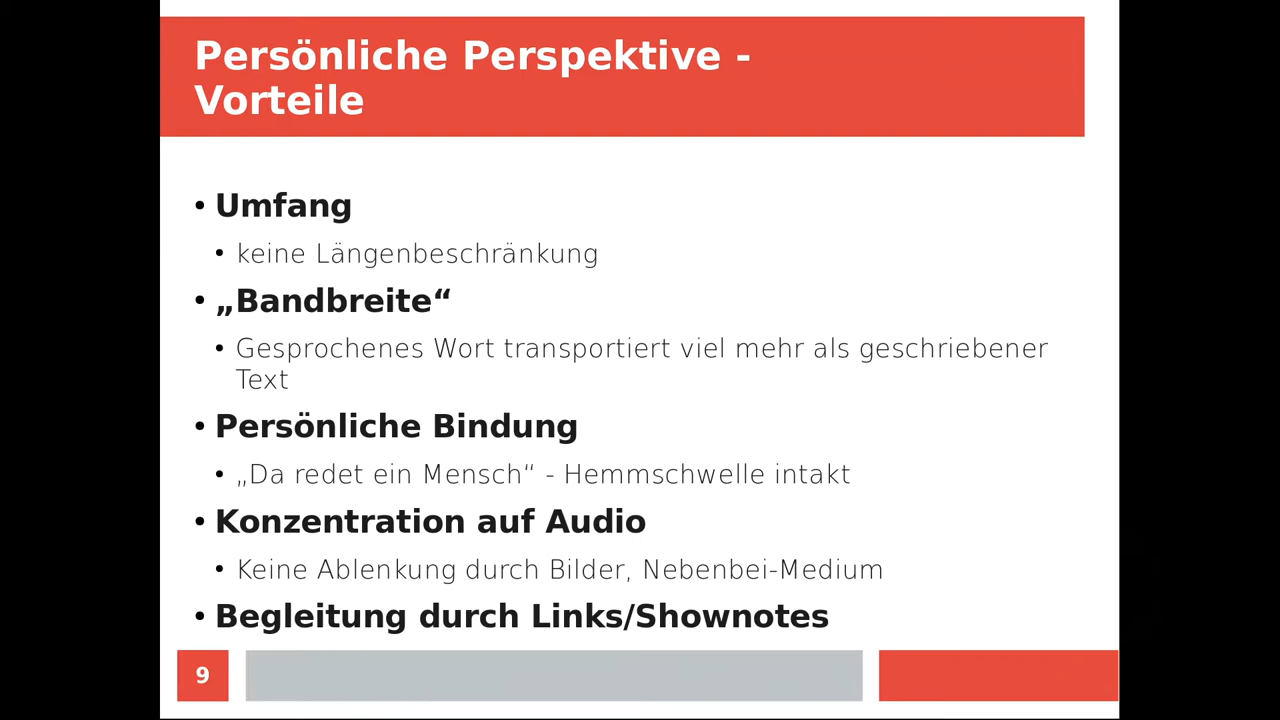 Persönliche Perspektive -
Vorteile
• Umfang
• keine Längenbeschränkung
• „Bandbreite“
• Gesprochenes Wort transportiert viel mehr als geschriebener
Text
• Persönliche Bindung
• „Da redet ein Mensch“ - Hemmschwelle intakt
• Konzentration auf Audio
• Keine Ablenkung durch Bilder, Nebenbei-Medium
• Begleitung durch Links/Shownotes
9